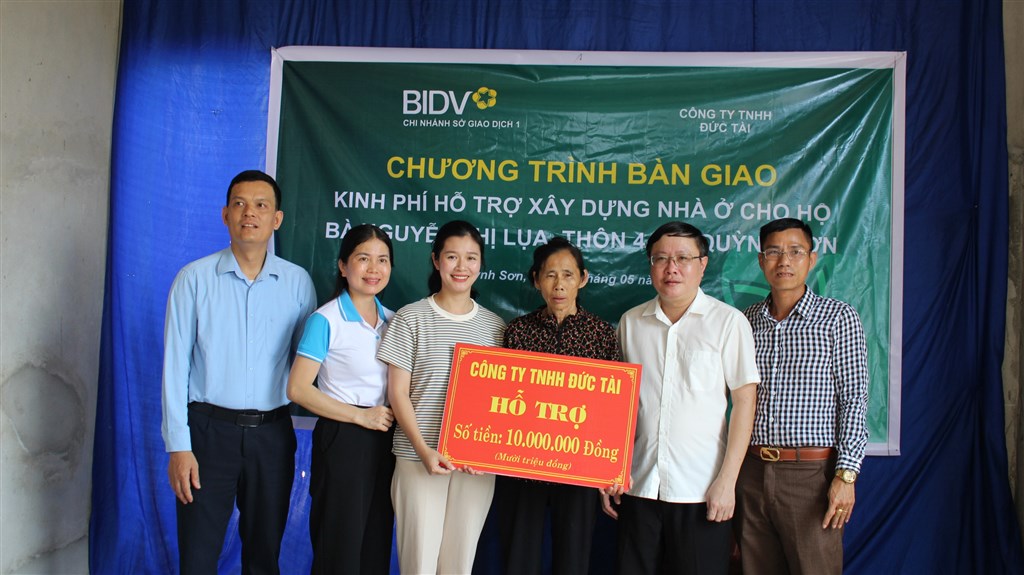 BIDV
CHI NHÁNH SỞ GIAO DỊCH 1
CÔNG TY TNHH
ĐỨC TÀI
CHƯƠNG TRÌNH BÀN GIAO
KINH PHÍ HỖ TRỢ XÂY DỰNG NHÀ Ở CHO HỘ
BÀ LỤA, THÔN
05
CÔNG TY TNHH ĐỨC TÀI
HỖ TRỢ
Số tiền: 10.000.000 Đồng
(Mười triệu đồng)